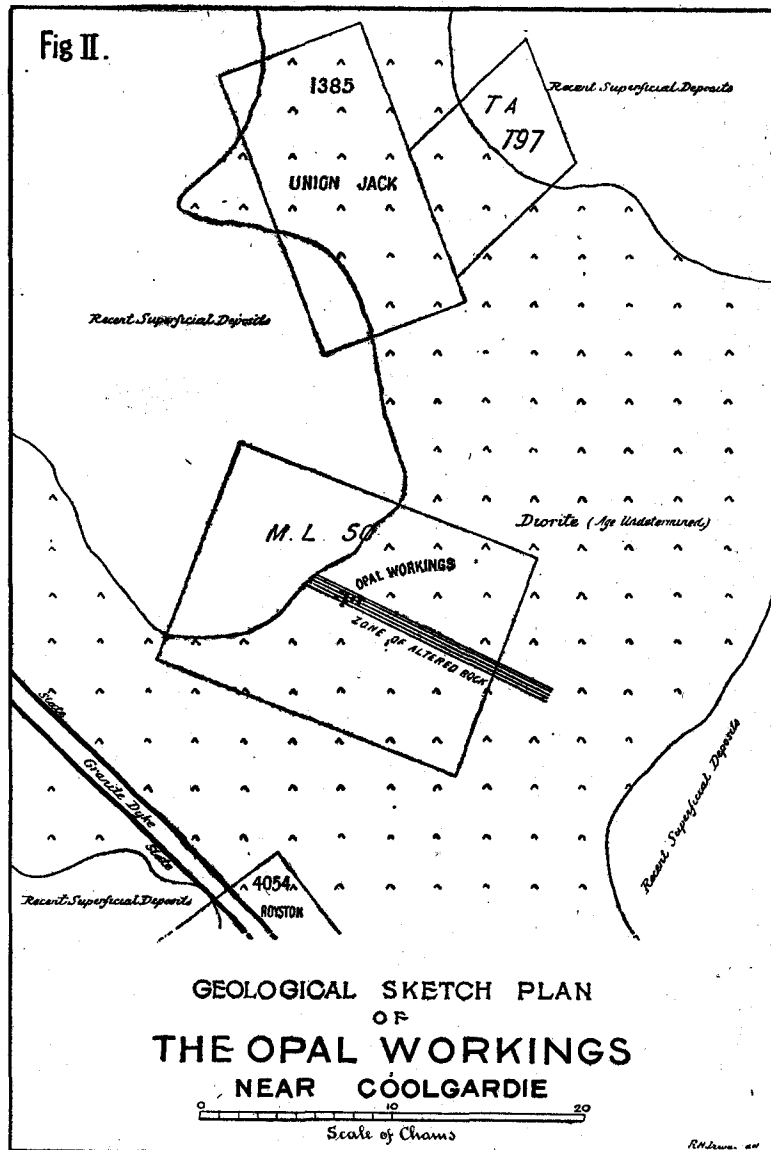 Fig II.
1385
UNION JACK
T A
197
Recent Superficial Deposits
Recent Superficial Deposits
M. L. 50
OPAL WORKINGS
ZONE OF ALTERED ROCK
Diorite (Age Undetermined)
Slate
Granite Dyke
Slate
Recent Superficial Deposits
Recent Superficial Deposits
4054
ROYSTON
GEOLOGICAL SKETCH PLAN
OF
THE OPAL WORKINGS
NEAR COOLGARDIE
0 10 20
Scale of Chains